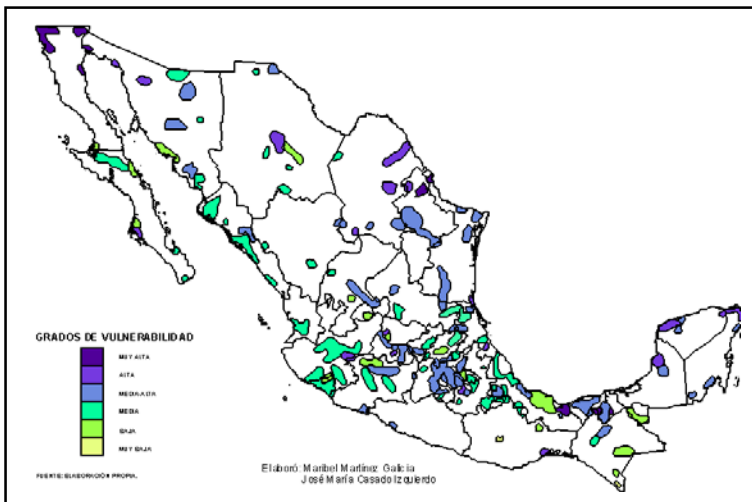 GRADOS DE VULNERABILIDAD
MUY ALTA
ALTA
MEDIA ALTA
MEDIA
BAJA
MUY BAJA
FUENTE: ELABORACIÓN PROPIA.
Elaboró: Maribel Martínez Galicia
José María Casado Izquierdo